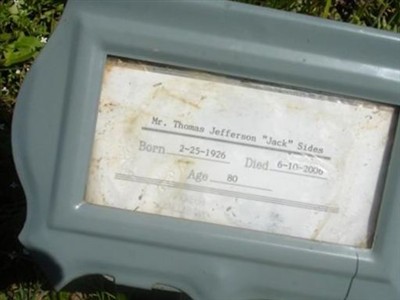 Mr. Thomas Jefferson "Jack" Sides
Born 2-25-1926 Died 6-10-2006
Age 80